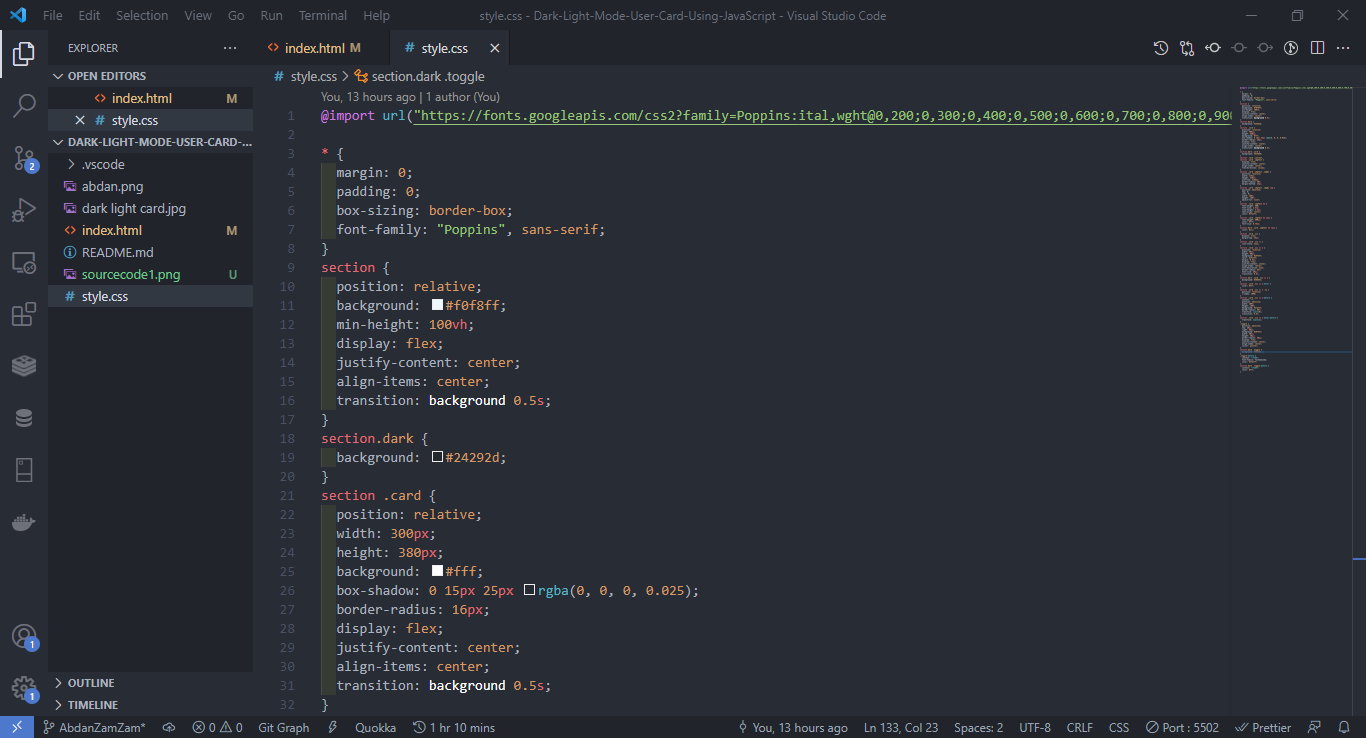 File Edit Selection View Go Run Terminal Help
style.css - Dark-Light-Mode-User-Card-Using-JavaScript - Visual Studio Code
EXPLORER
index.html M
# style.css
OPEN EDITORS
index.html M
# style.css
DARK-LIGHT-MODE-USER-CARD-...
.vscode
abdan.png
dark light card.jpg
index.html M
README.md
sourcecode1.png U
# style.css
OUTLINE
TIMELINE
# style.css > section.dark .toggle
You, 13 hours ago | 1 author (You)
1 @import url("https://fonts.googleapis.com/css2?family=Poppins:ital,wght@0,200;0,300;0,400;0,500;0,600;0,700;0,800;0,900
2
3 * {
4 margin: 0;
5 padding: 0;
6 box-sizing: border-box;
7 font-family: "Poppins", sans-serif;
8 }
9 section {
10 position: relative;
11 background: #f0f8ff;
12 min-height: 100vh;
13 display: flex;
14 justify-content: center;
15 align-items: center;
16 transition: background 0.5s;
17 }
18 section.dark {
19 background: #24292d;
20 }
21 section .card {
22 position: relative;
23 width: 300px;
24 height: 380px;
25 background: #fff;
26 box-shadow: 0 15px 25px rgba(0, 0, 0, 0.025);
27 border-radius: 16px;
28 display: flex;
29 justify-content: center;
30 align-items: center;
31 transition: background 0.5s;
32 }
2
1
1
AbdanZamZam* 0 0 Git Graph Quokka 1 hr 10 mins You, 13 hours ago Ln 133, Col 23 Spaces: 2 UTF-8 CRLF CSS Port : 5502 Prettier